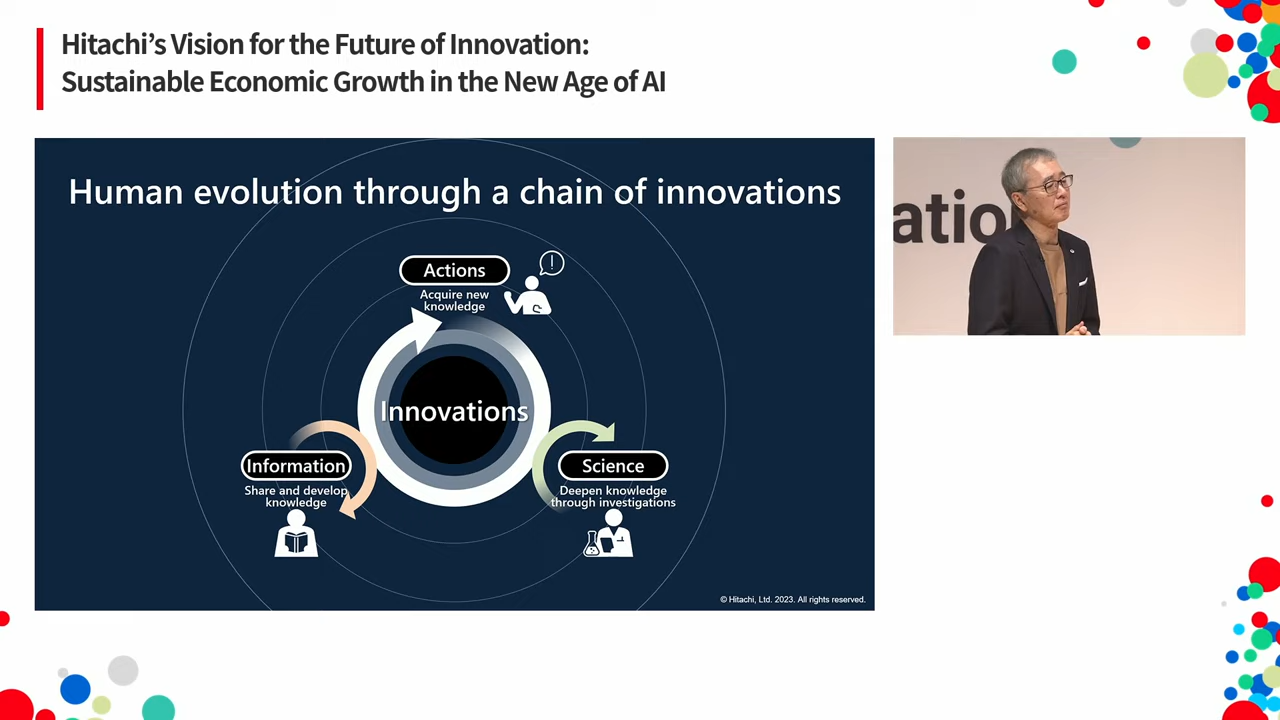 Hitachi’s Vision for the Future of Innovation:
Sustainable Economic Growth in the New Age of AI
Human evolution through a chain of innovations
Actions
Acquire new
knowledge
Innovations
Information
Share and develop
knowledge
Science
Deepen knowledge
through investigations
© Hitachi, Ltd. 2023. All rights reserved.